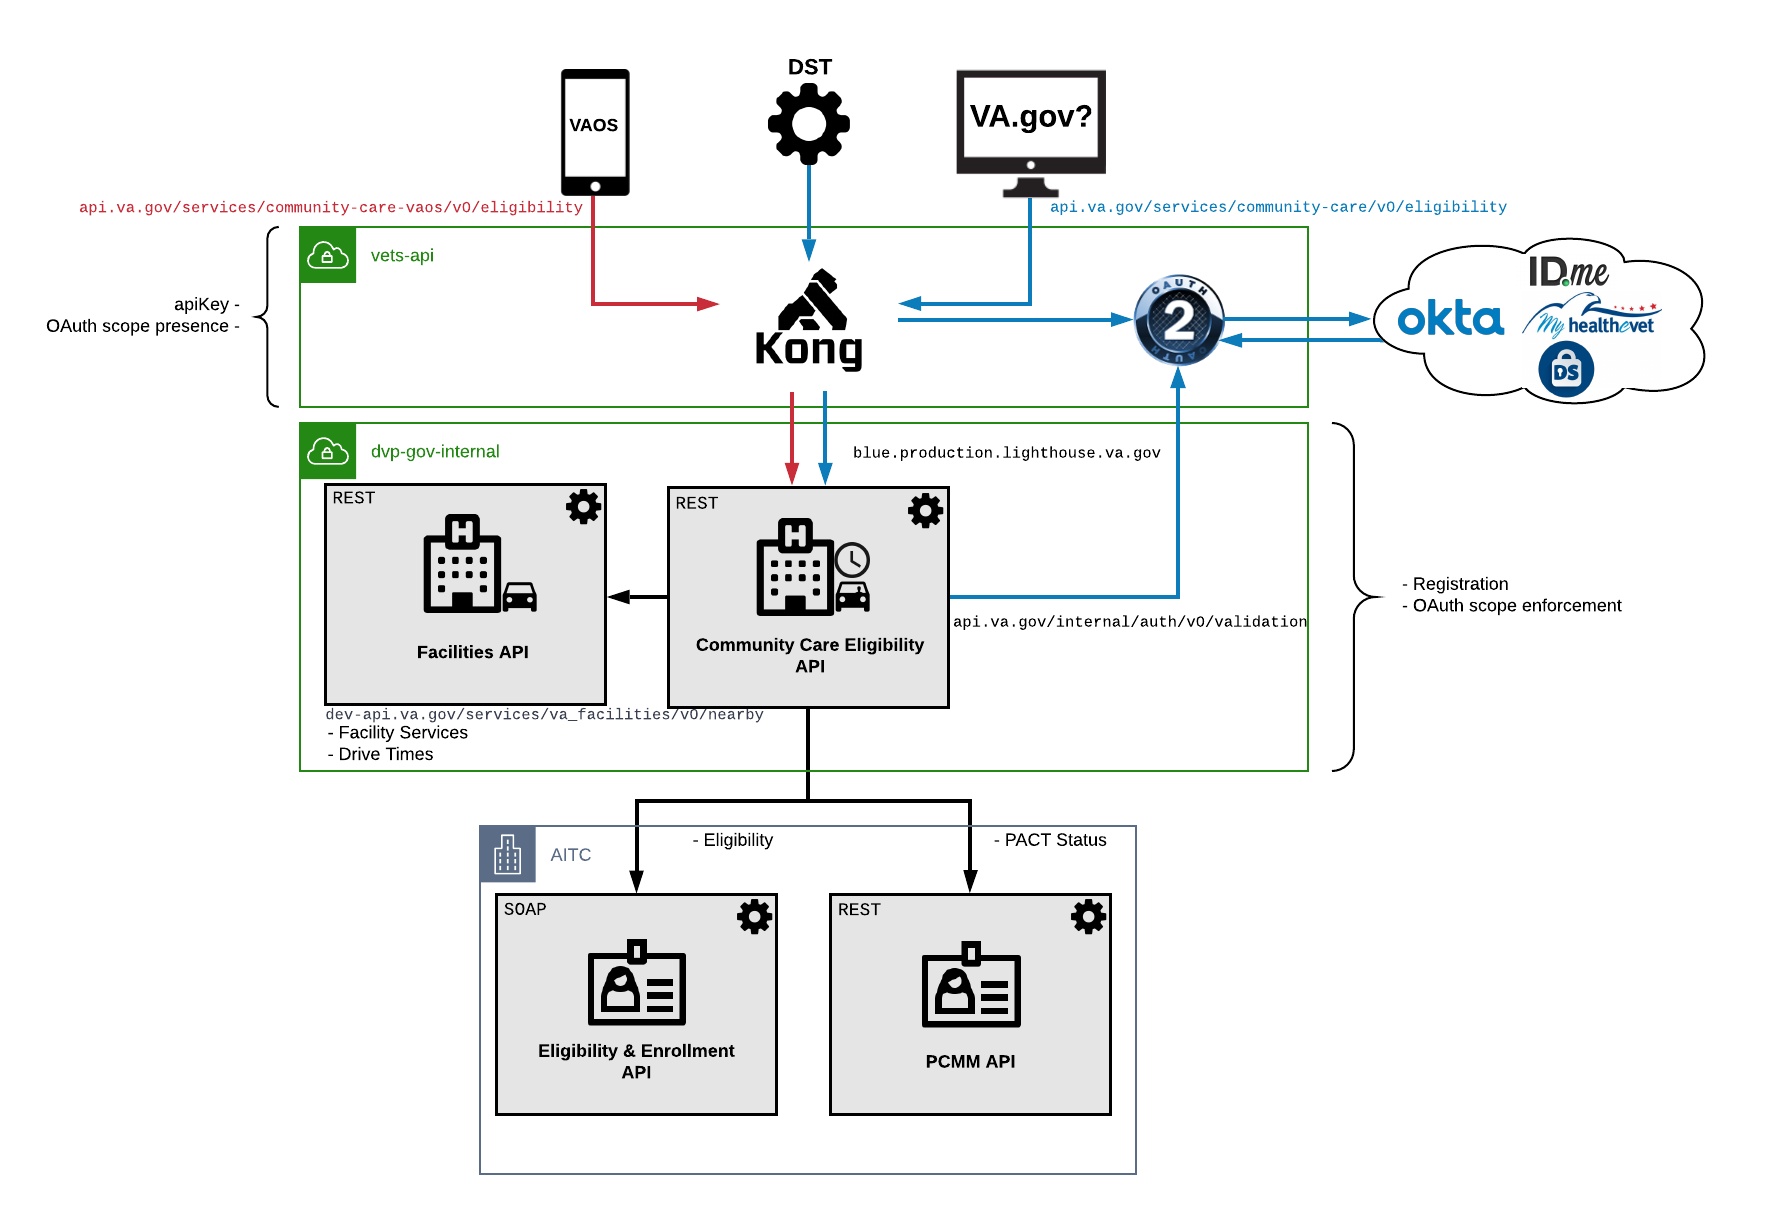 DST
VAOS
VA.gov?
api.va.gov/services/community-care-vaos/v0/eligibility
api.va.gov/services/community-care/v0/eligibility
vets-api
apiKey -
OAuth scope presence -
Kong
OAUTH
2
OAUTH
ID.me
okta
My healthevet
DS
dvp-gov-internal
blue.production.lighthouse.va.gov
REST
H
Facilities API
REST
H
Community Care Eligibility
API
api.va.gov/internal/auth/v0/validation
- Registration
- OAuth scope enforcement
dev-api.va.gov/services/va_facilities/v0/nearby
- Facility Services
- Drive Times
AITC
- Eligibility
- PACT Status
SOAP
Eligibility & Enrollment
API
REST
PCMM API